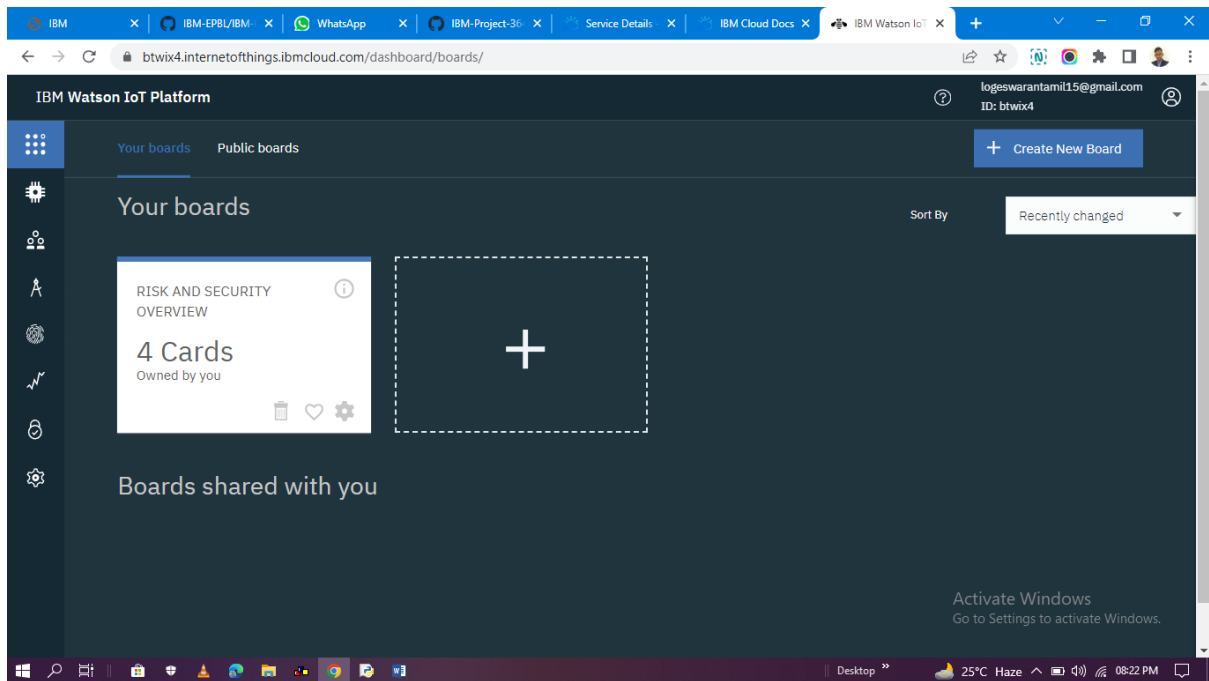 IBM
IBM-EPBL/IBM-
WhatsApp
IBM-Project-36
Service Details -
IBM Cloud Docs
IBM Watson IoT
btwix4.internetofthings.ibmcloud.com/dashboard/boards/
IBM Watson IoT Platform
logeswarantamil15@gmail.com
ID: btwix4
Your boards Public boards
+ Create New Board
Your boards
Sort By Recently changed
RISK AND SECURITY
OVERVIEW
4 Cards
Owned by you
Boards shared with you
Activate Windows
Go to Settings to activate Windows.
Desktop 25°C Haze 08:22 PM